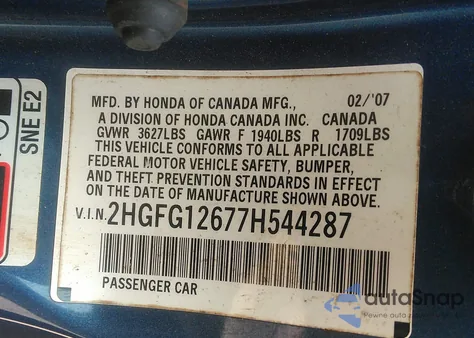 MFD. BY HONDA OF CANADA MFG., 02/'07
A DIVISION OF HONDA CANADA INC. CANADA
GVWR 3627LBS GAWR F 1940LBS R 1709LBS
THIS VEHICLE CONFORMS TO ALL APPLICABLE
FEDERAL MOTOR VEHICLE SAFETY, BUMPER,
AND THEFT PREVENTION STANDARDS IN EFFECT
ON THE DATE OF MANUFACTURE SHOWN ABOVE.
V.I.N. 2HGFG12677H544287
PASSENGER CAR
SNE E2
autoSnap
Pewne auto z